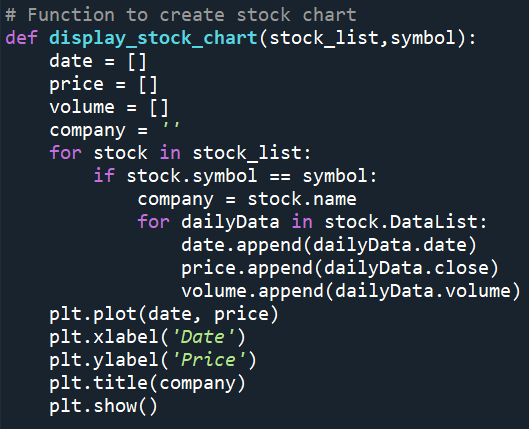 # Function to create stock chart
def display_stock_chart(stock_list,symbol):
    date = []
    price = []
    volume = []
    company = ''
    for stock in stock_list:
        if stock.symbol == symbol:
            company = stock.name
            for dailyData in stock.DataList:
                date.append(dailyData.date)
                price.append(dailyData.close)
                volume.append(dailyData.volume)
    plt.plot(date, price)
    plt.xlabel('Date')
    plt.ylabel('Price')
    plt.title(company)
    plt.show()